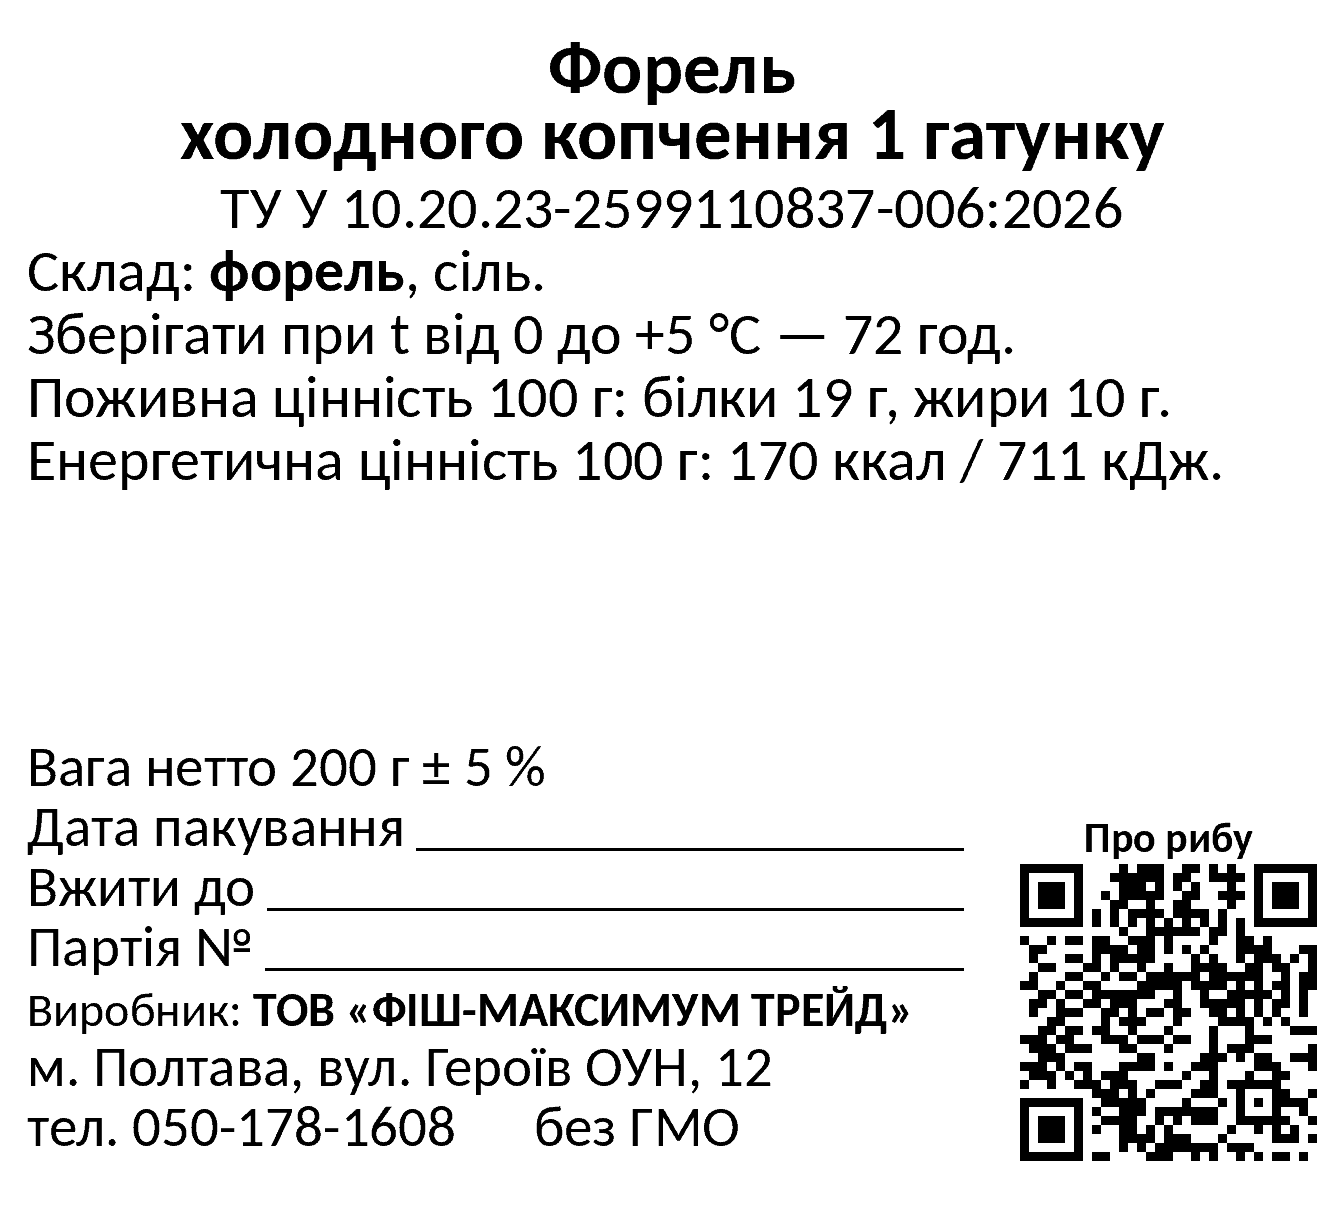 Форель
холодного копчення 1 гатунку
ТУ У 10.20.23-2599110837-006:2026
Склад: форель, сіль.
Зберігати при t від 0 до +5 °С — 72 год.
Поживна цінність 100 г: білки 19 г, жири 10 г.
Енергетична цінність 100 г: 170 ккал / 711 кДж.
Вага нетто 200 г ± 5 %
Дата пакування
Вжити до
Партія №
Про рибу
Виробник: ТОВ «ФІШ-МАКСИМУМ ТРЕЙД»
м. Полтава, вул. Героїв ОУН, 12
тел. 050-178-1608 без ГМО